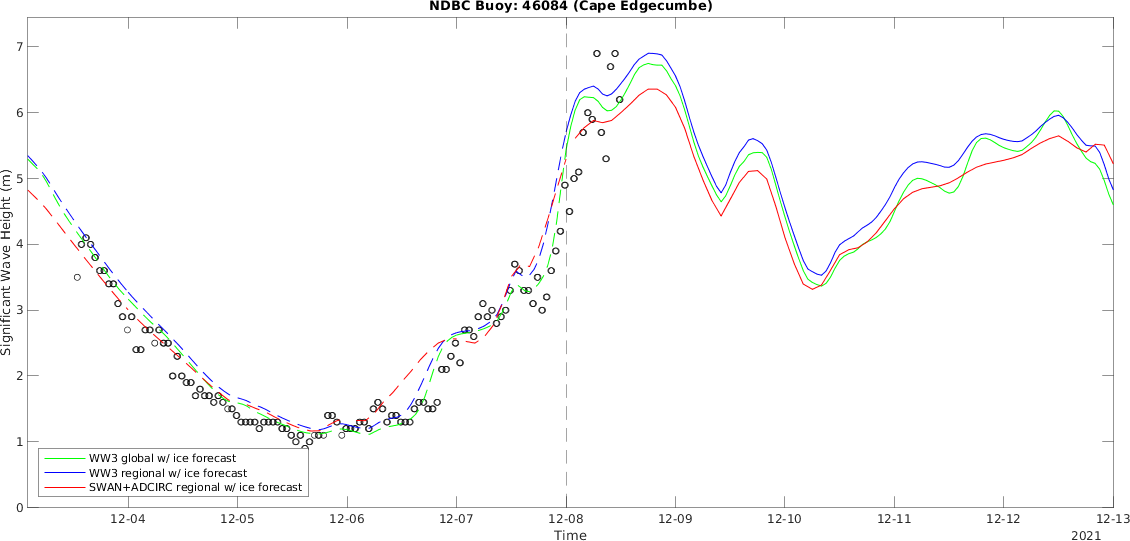 NDBC Buoy: 46084 (Cape Edgecumbe)
Significant Wave Height (m)
7
6
5
4
3
2
1
0
WW3 global w/ ice forecast
WW3 regional w/ ice forecast
SWAN+ADCIRC regional w/ ice forecast
12-04 12-05 12-06 12-07 12-08 12-09 12-10 12-11 12-12 12-13
Time
2021